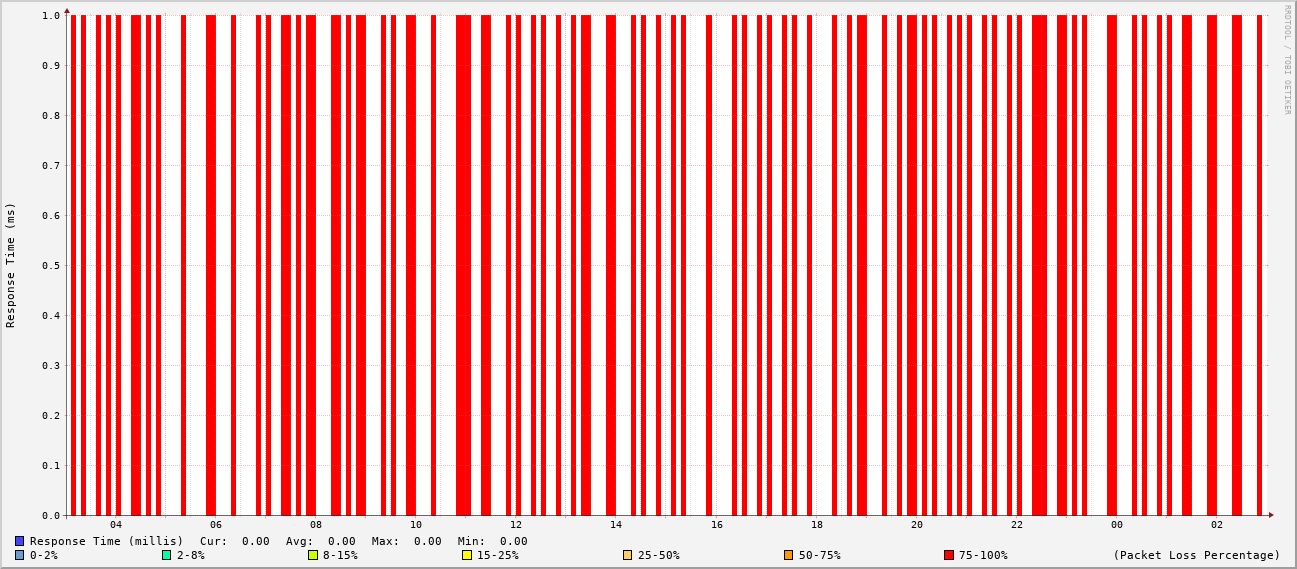 RRDTOOL / TOBI OETIKER
Response Time (ms)
1.0
0.9
0.8
0.7
0.6
0.5
0.4
0.3
0.2
0.1
0.0
04 06 08 10 12 14 16 18 20 22 00 02
Response Time (millis) Cur: 0.00 Avg: 0.00 Max: 0.00 Min: 0.00
0-2% 2-8% 8-15% 15-25% 25-50% 50-75% 75-100% (Packet Loss Percentage)